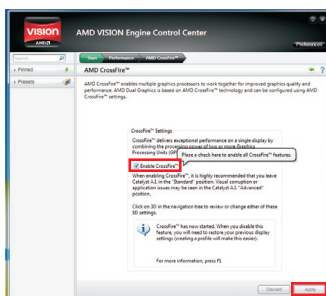 VISION
AMD
AMD VISION Engine Control Center
Preferences
Search
Start
Performance
AMD CrossFire™
Pinned
Presets
AMD CrossFire™
?
AMD CrossFire™ enables multiple graphics processors to work together for improved graphics quality and
performance. AMD Dual Graphics is based on AMD CrossFire™ technology and can be configured using AMD
CrossFire™ settings.
CrossFire™ Settings
CrossFire™ delivers exceptional performance on a single display by
combining the processing power of two or more Graphics
Processing Units (GP
Place a check here to enable all CrossFire™ features.
Enable CrossFire™
When enabling CrossFire™, it is highly recommended that you leave
Catalyst A.I. in the "Standard" position. Visual corruption or
application issues may be seen in the Catalyst A.I. "Advanced"
position.
Click on 3D in the navigation tree to review or change either of these
3D settings.
CrossFire™ has now started. When you disable this
feature, you will need to restore your previous display
settings (creating a profile will make this easier).
For more information, press F1
Discard
Apply